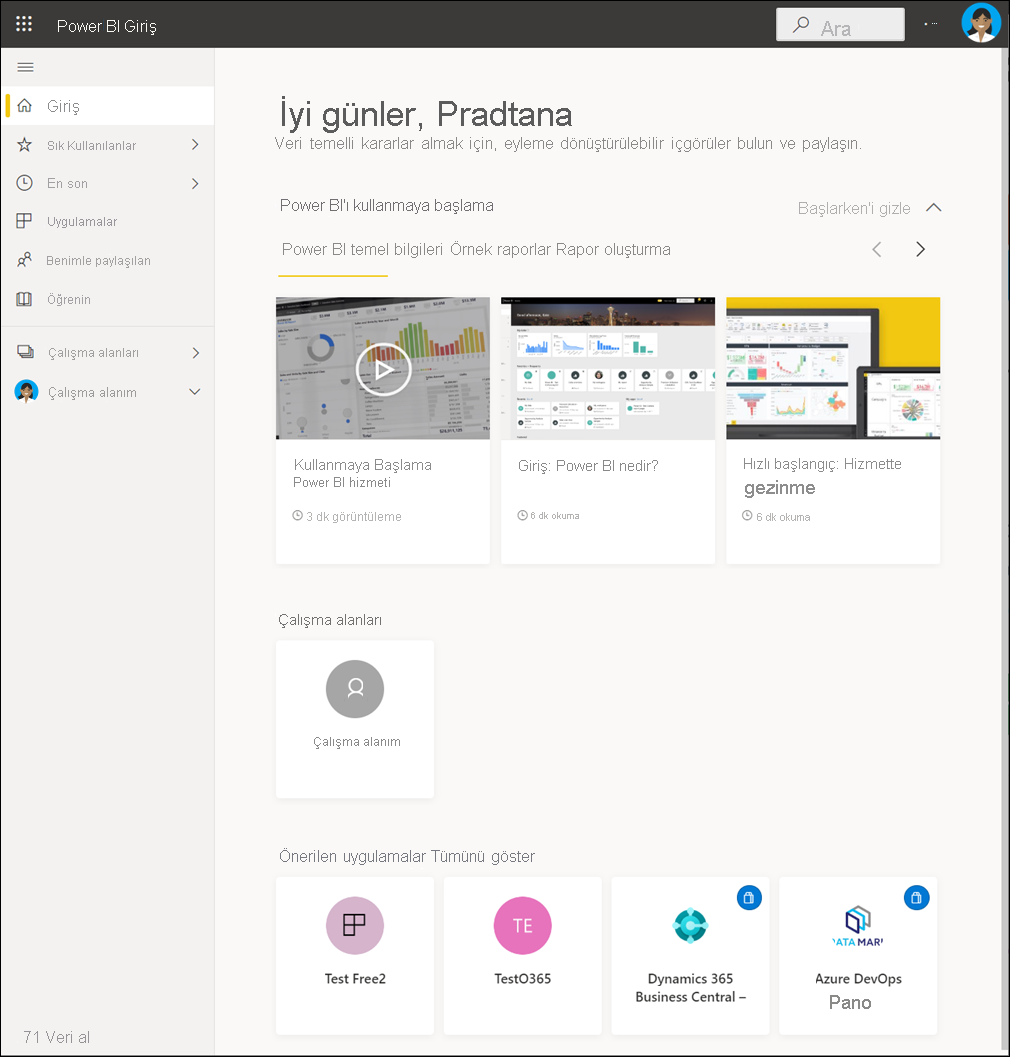 Power BI Giriş
Ara
Giriş
Sık Kullanılanlar
En son
Uygulamalar
Benimle paylaşılan
Öğrenin
Çalışma alanları
Çalışma alanım
71 Veri al
İyi günler, Pradtana
Veri temelli kararlar almak için, eyleme dönüştürülebilir içgörüler bulun ve paylaşın.
Power BI'ı kullanmaya başlama
Başlarken'i gizle
Power BI temel bilgileri Örnek raporlar Rapor oluşturma
Kullanmaya Başlama
Power BI hizmeti
3 dk görüntüleme
Giriş: Power BI nedir?
6 dk okuma
Hızlı başlangıç: Hizmette
gezinme
6 dk okuma
Çalışma alanları
Çalışma alanım
Önerilen uygulamalar Tümünü göster
Test Free2
TE
TestO365
Dynamics 365
Business Central –
DATA MAR
Azure DevOps
Pano